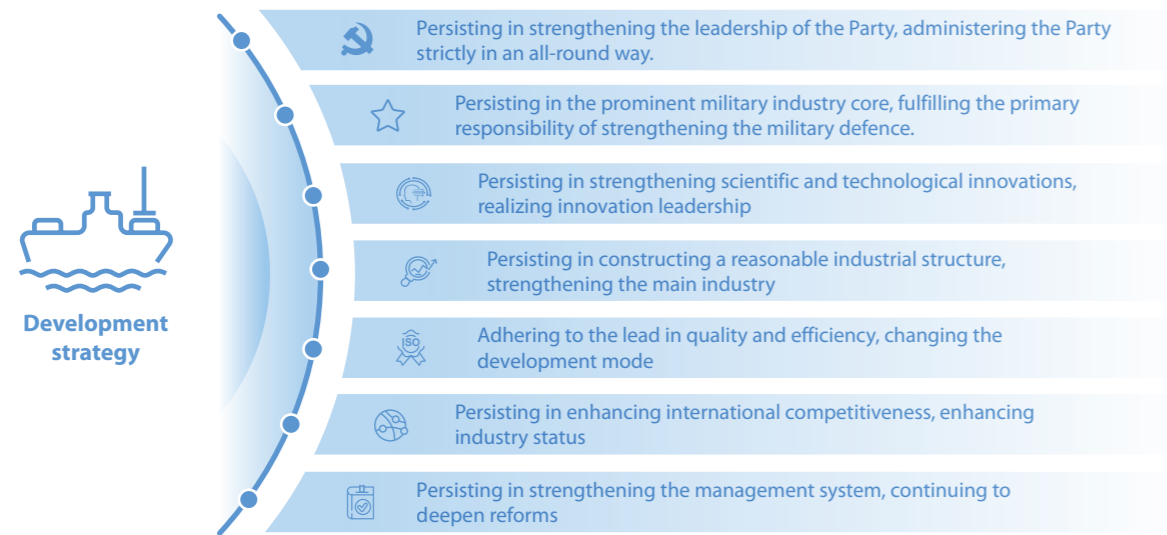 Development
strategy
Persisting in strengthening the leadership of the Party, administering the Party
strictly in an all-round way.
Persisting in the prominent military industry core, fulfilling the primary
responsibility of strengthening the military defence.
Persisting in strengthening scientific and technological innovations,
realizing innovation leadership
Persisting in constructing a reasonable industrial structure,
strengthening the main industry
ISO
Adhering to the lead in quality and efficiency, changing the
development mode
Persisting in enhancing international competitiveness, enhancing
industry status
Persisting in strengthening the management system, continuing to
deepen reforms